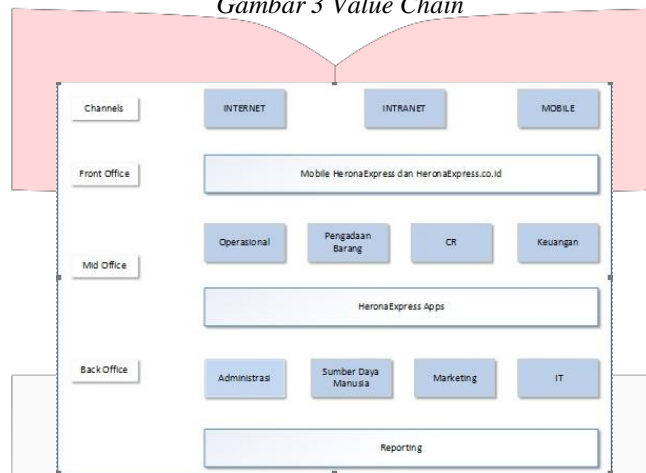 Gambar 3 Value Chain
Channels
INTERNET
INTRANET
MOBILE
Front Office
Mobile HeronaExpress dan HeronaExpress.co.id
Mid Office
Operasional
Pengadaan
Barang
CR
Keuangan
HeronaExpress Apps
Back Office
Administrasi
Sumber Daya
Manusia
Marketing
IT
Reporting